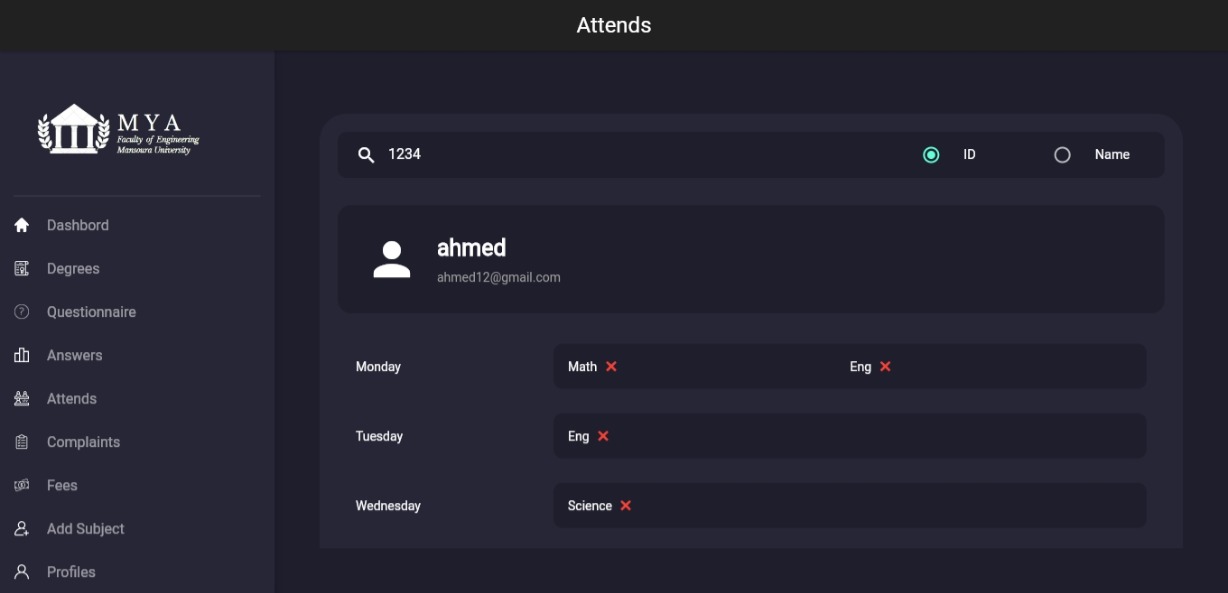 Attends
MYA
Faculty of Engineering
Mansoura University
Dashbord
Degrees
Questionnaire
Answers
Attends
Complaints
Fees
Add Subject
Profiles
1234
ID
Name
ahmed
ahmed12@gmail.com
Monday
Math
Eng
Tuesday
Eng
Wednesday
Science